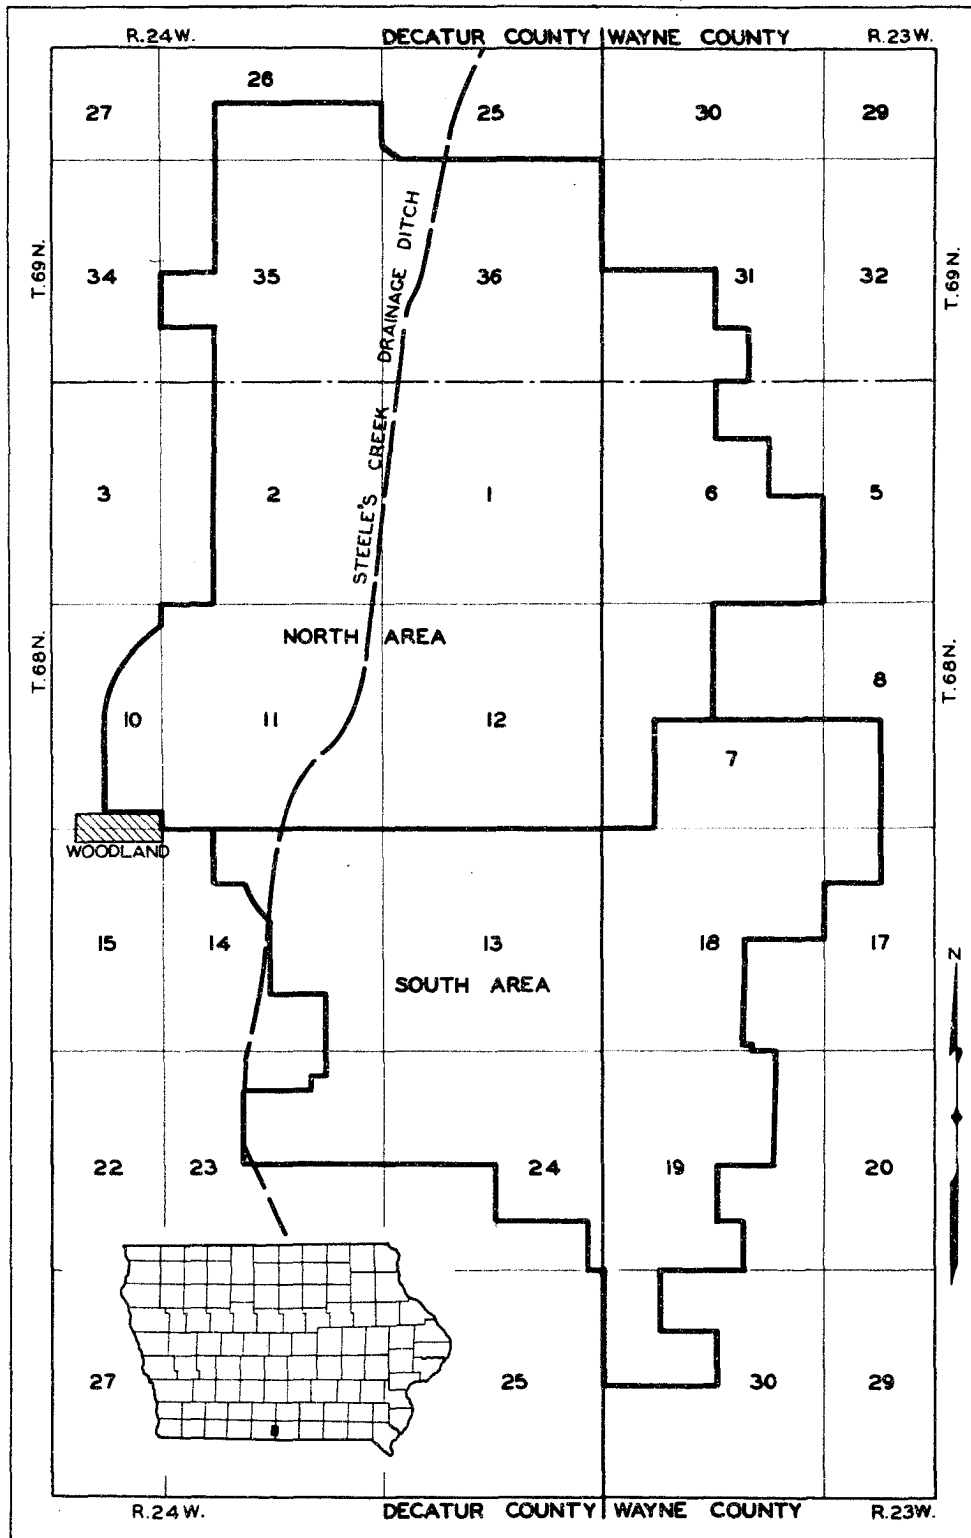 R.24W.
DECATUR COUNTY
WAYNE COUNTY
R.23W.
26
27
25
30
29
T.69N.
34
35
36
31
32
T.69N.
STEELE'S CREEK DRAINAGE DITCH
3
2
1
6
5
T.68N.
NORTH AREA
T.68N.
8
10
11
12
7
WOODLAND
15
14
13
18
17
SOUTH AREA
N
22
23
24
19
20
27
25
30
29
R.24W.
DECATUR COUNTY
WAYNE COUNTY
R.23W.